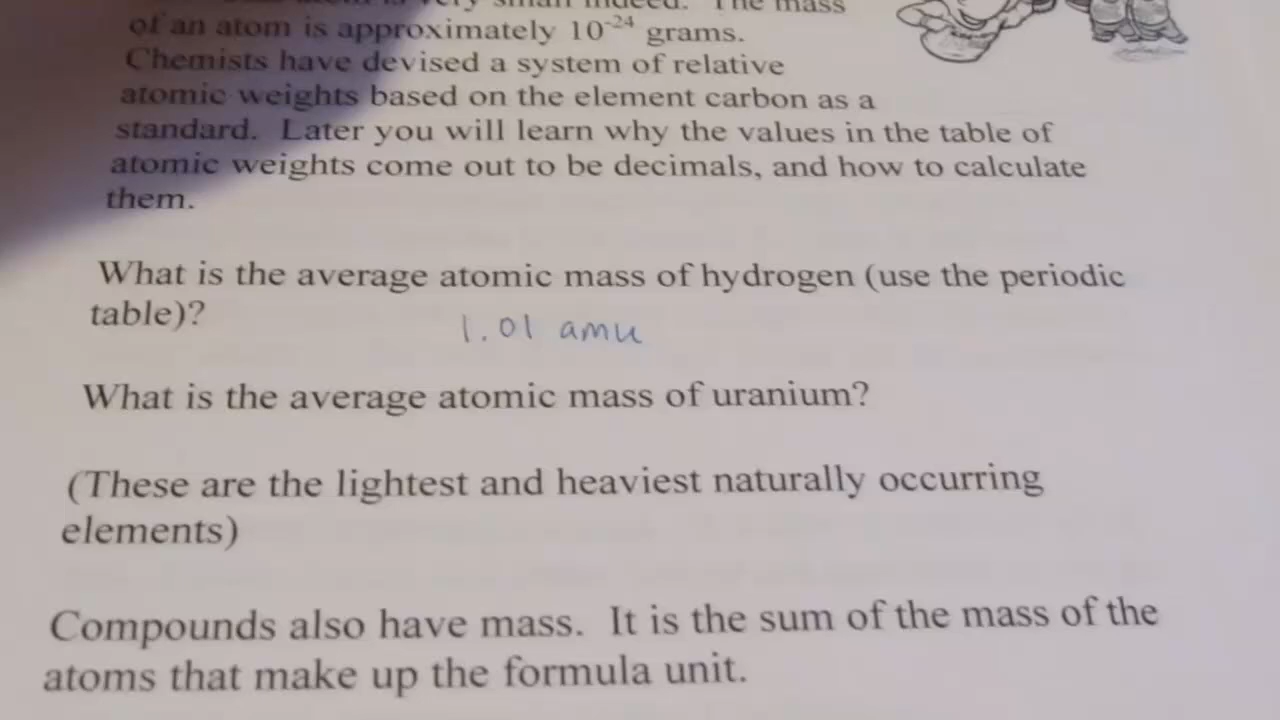 very small indeed. The mass
of an atom is approximately 10⁻²⁴ grams.
Chemists have devised a system of relative
atomic weights based on the element carbon as a
standard. Later you will learn why the values in the table of
atomic weights come out to be decimals, and how to calculate
them.
What is the average atomic mass of hydrogen (use the periodic
table)?
1.01 amu
What is the average atomic mass of uranium?
(These are the lightest and heaviest naturally occurring
elements)
Compounds also have mass. It is the sum of the mass of the
atoms that make up the formula unit.